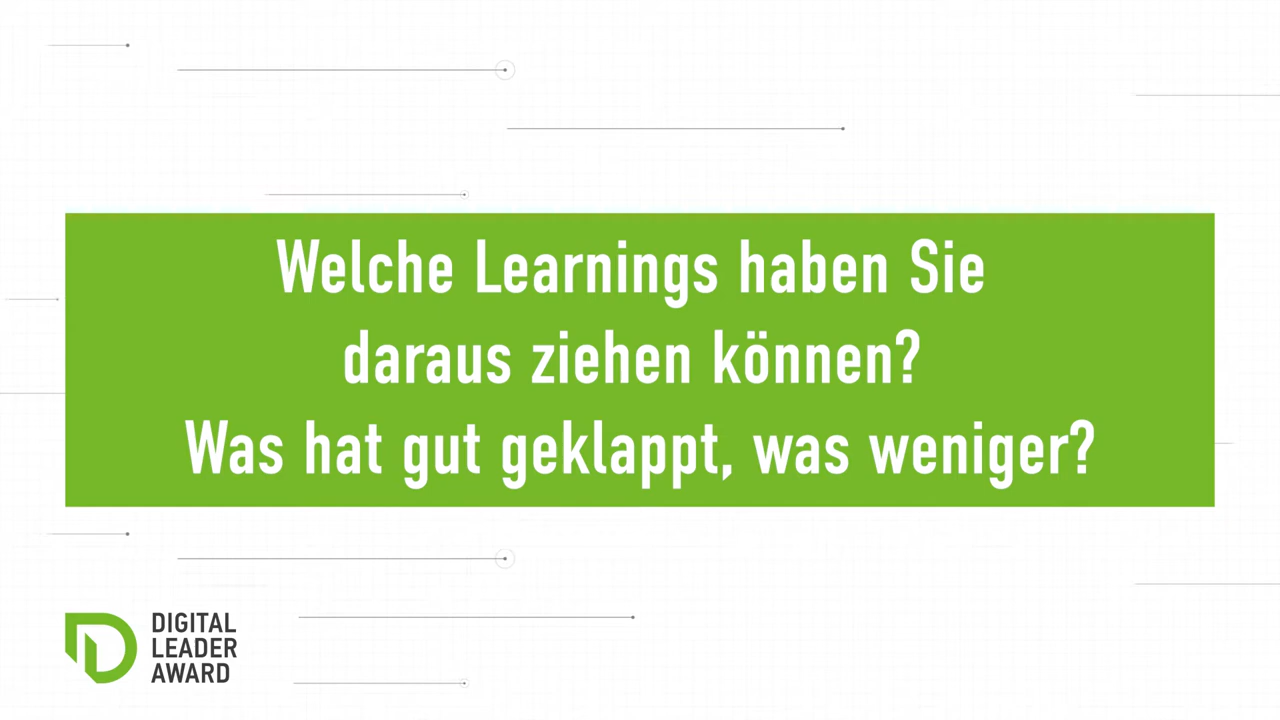 Welche Learnings haben Sie
daraus ziehen können?
Was hat gut geklappt, was weniger?
DIGITAL
LEADER
AWARD